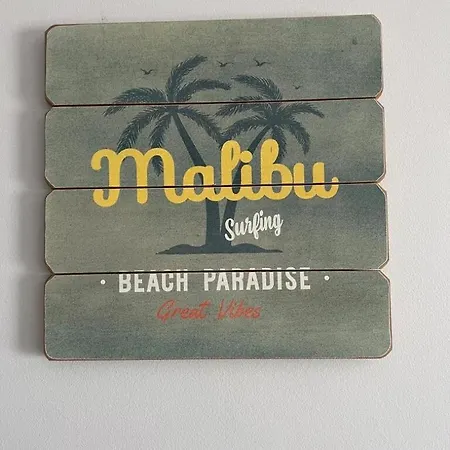 Malibu
Surfing
· BEACH PARADISE ·
Great Vibes